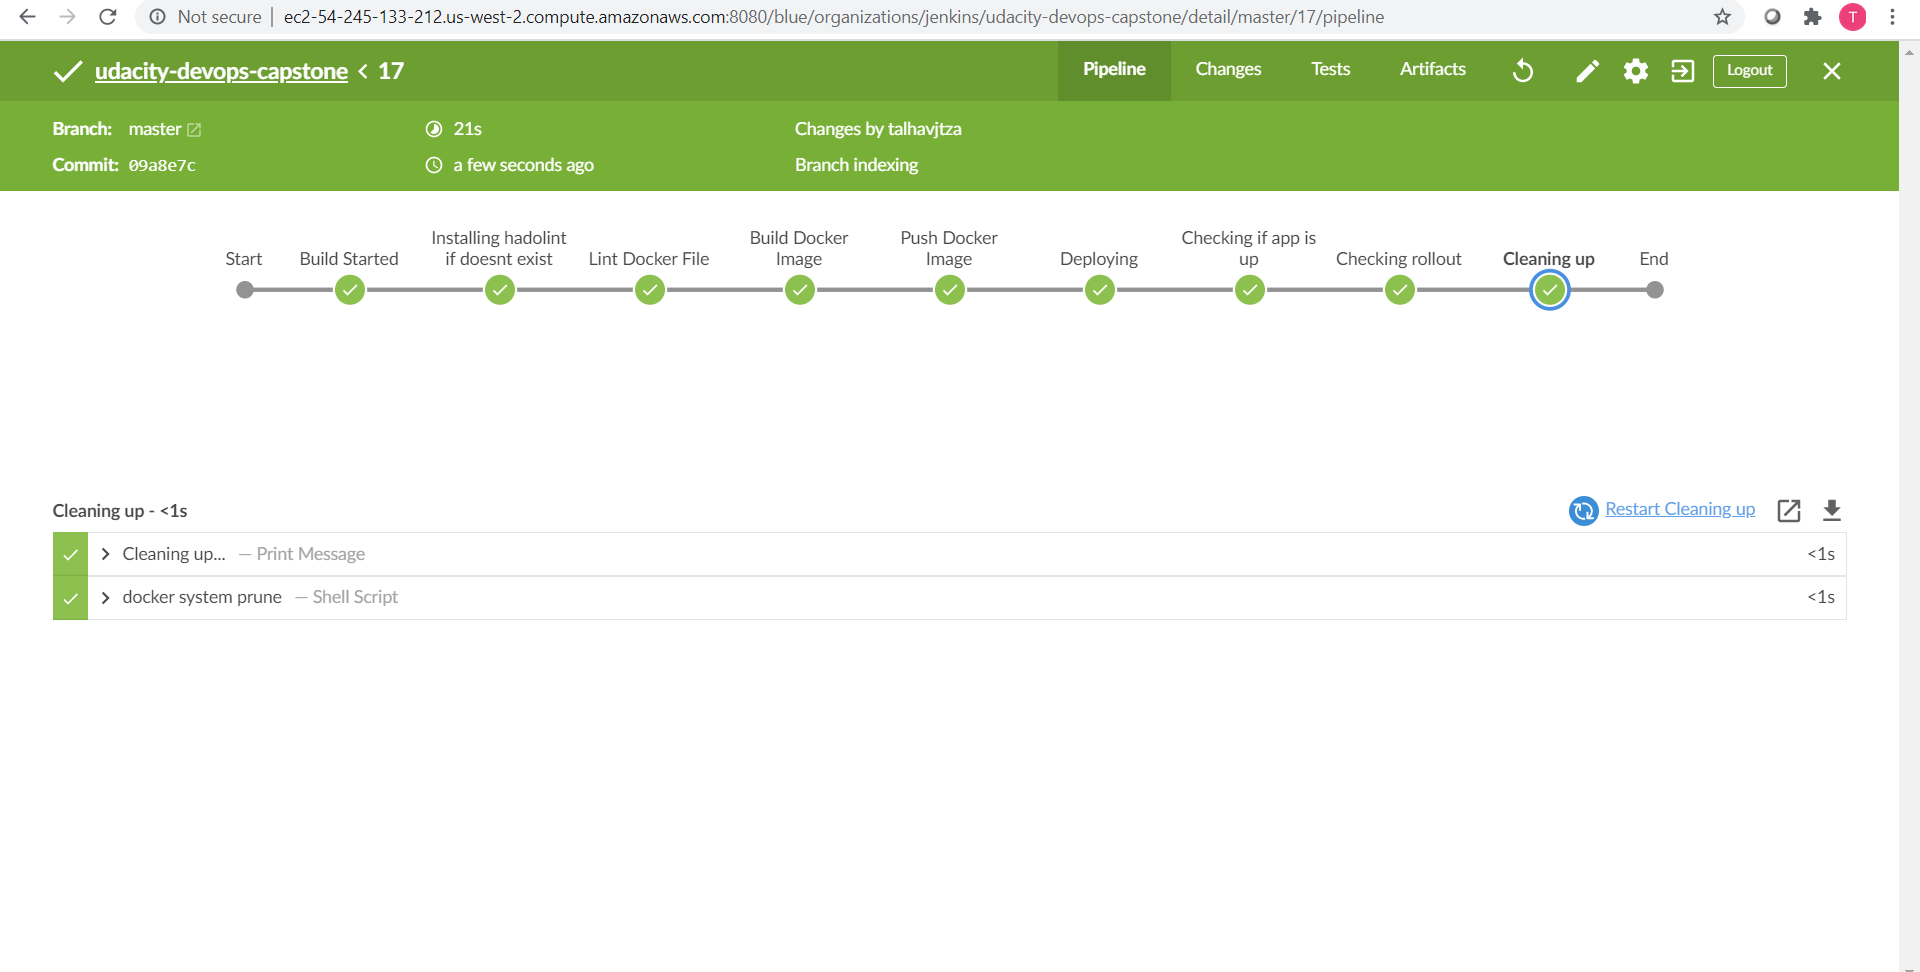 Not secure | ec2-54-245-133-212.us-west-2.compute.amazonaws.com:8080/blue/organizations/jenkins/udacity-devops-capstone/detail/master/17/pipeline
T
udacity-devops-capstone < 17
Pipeline Changes Tests Artifacts Logout
Branch: master 21s Changes by talhavjtza
Commit: 09a8e7c a few seconds ago Branch indexing
Start
Build Started
Installing hadolint
if doesnt exist
Lint Docker File
Build Docker
Image
Push Docker
Image
Deploying
Checking if app is
up
Checking rollout
Cleaning up
End
Cleaning up - <1s Restart Cleaning up
Cleaning up... — Print Message <1s
docker system prune — Shell Script <1s